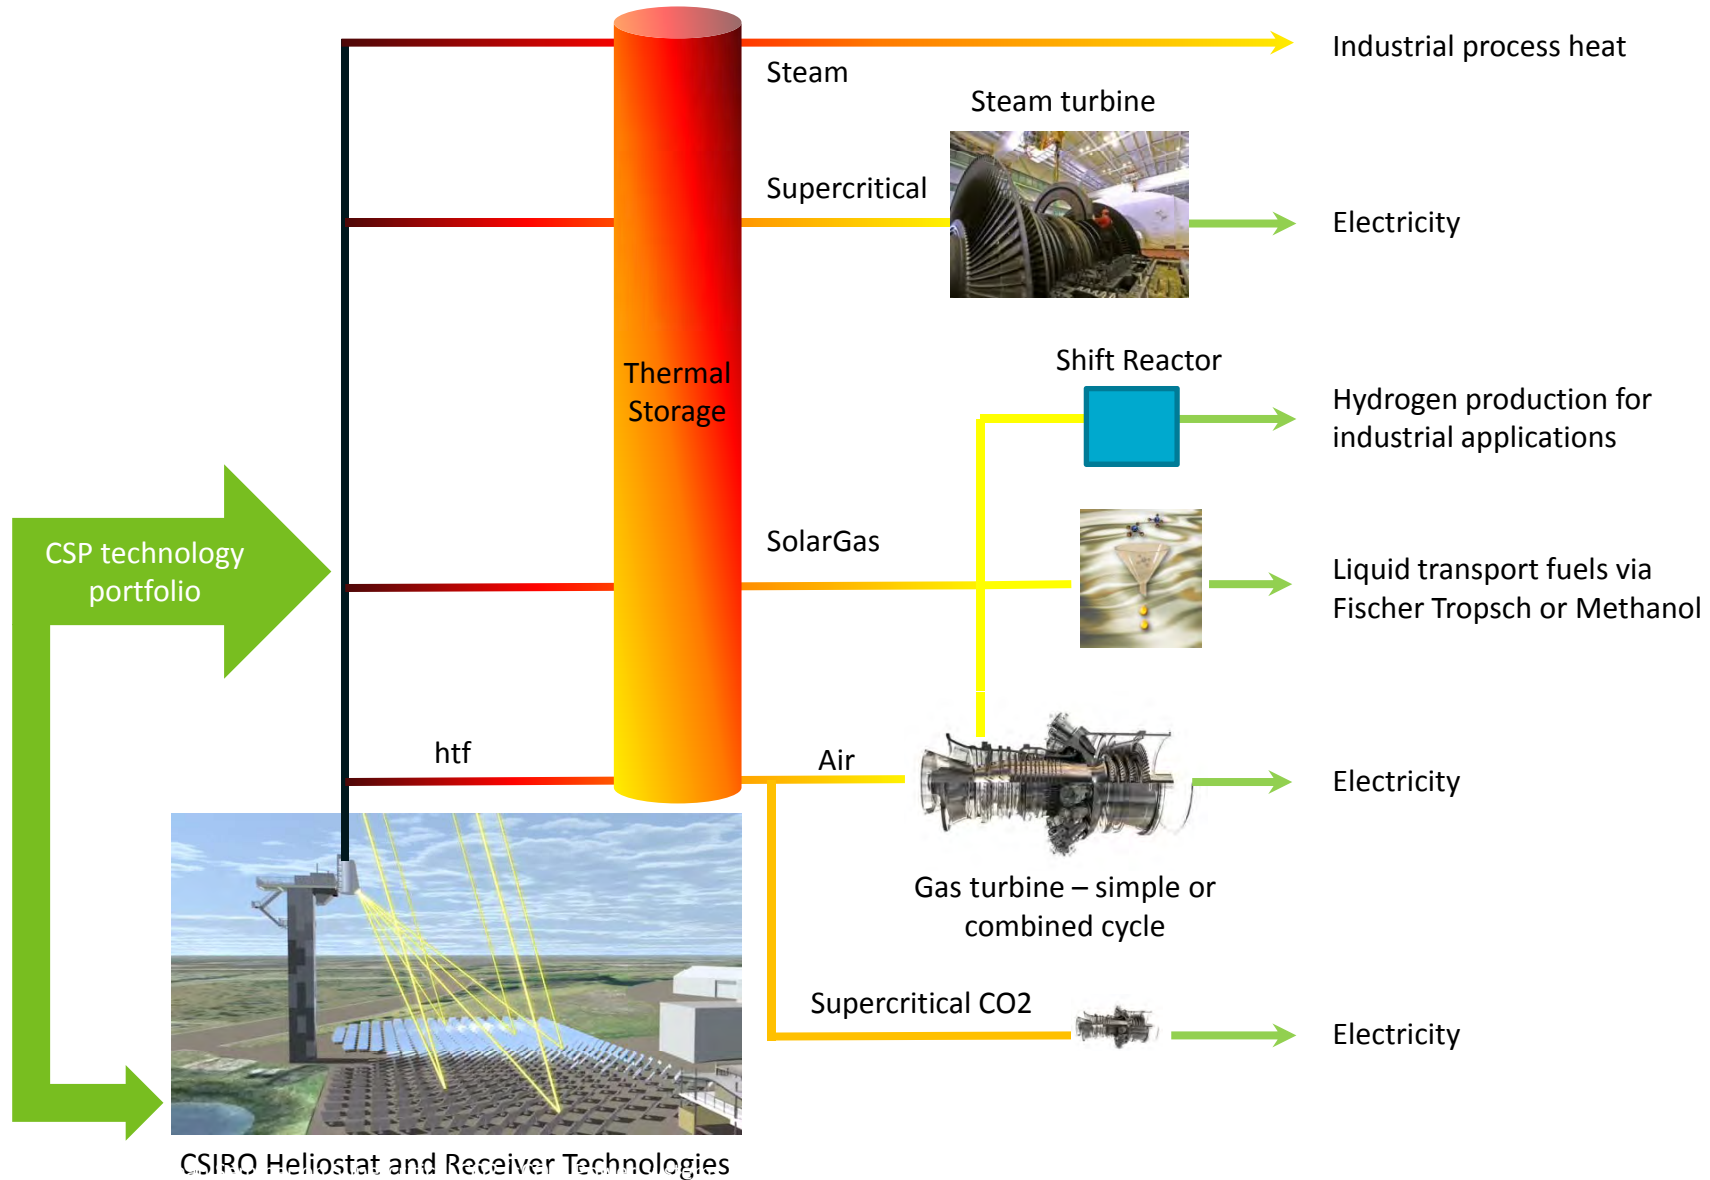 Industrial process heat
Steam
Steam turbine
Supercritical
Electricity
Thermal
Storage
Shift Reactor
Hydrogen production for
industrial applications
CSP technology
portfolio
SolarGas
Liquid transport fuels via
Fischer Tropsch or Methanol
htf
Air
Electricity
Gas turbine – simple or
combined cycle
Supercritical CO2
Electricity
CSIRO Heliostat and Receiver Technologies